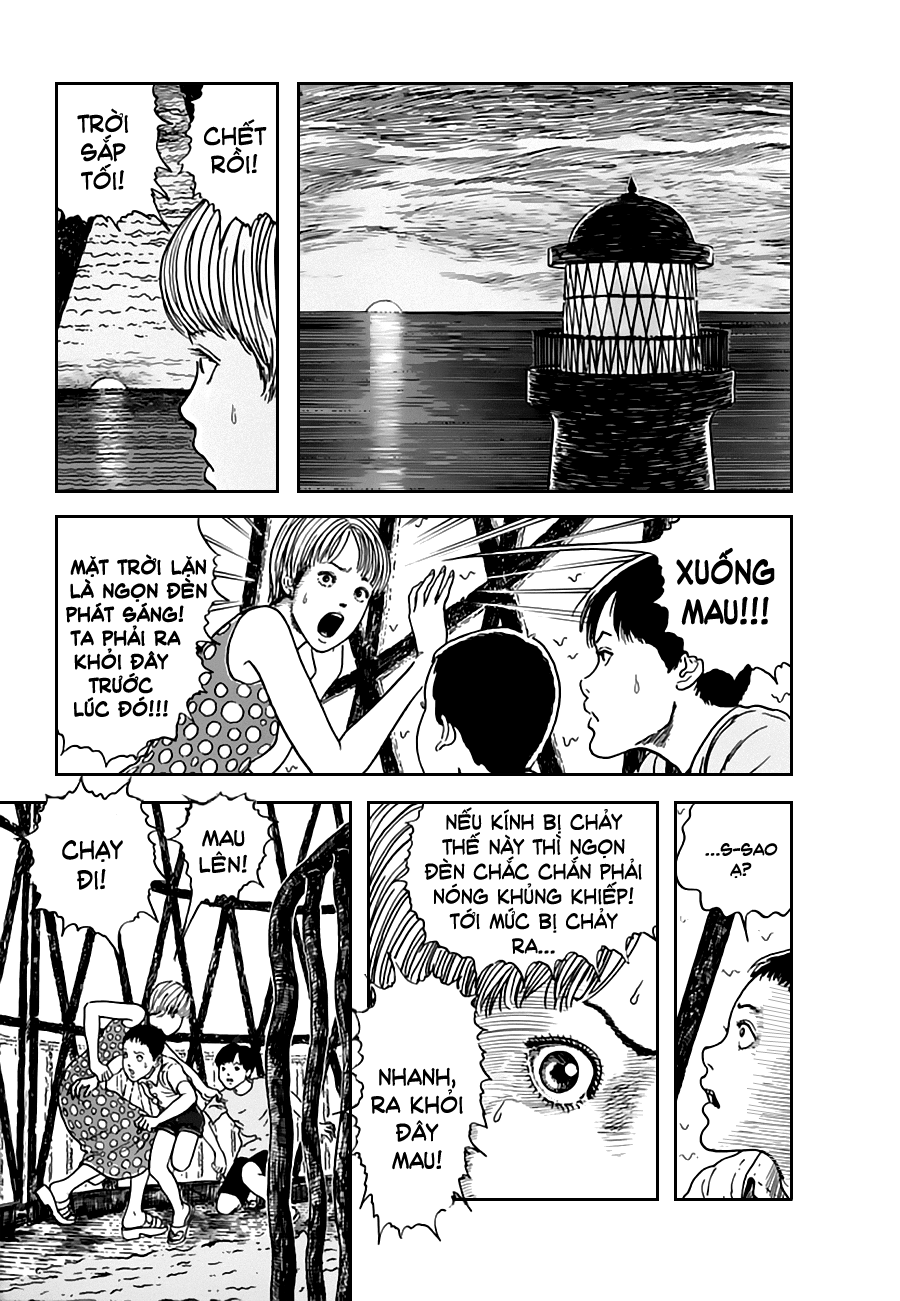 CHẾT
RỒI!
TRỜI
SẮP
TỐI!
XUỐNG
MAU!!!
MẶT TRỜI LẶN
LÀ NGỌN ĐÈN
PHÁT SÁNG!
TA PHẢI RA
KHỎI ĐÂY
TRƯỚC
LÚC ĐÓ!!!
...S-SAO
Ạ?
NẾU KÍNH BỊ CHẢY
THẾ NÀY THÌ NGỌN
ĐÈN CHẮC CHẮN PHẢI
NÓNG KHỦNG KHIẾP!
TỚI MỨC BỊ CHẢY
RA...
NHANH,
RA KHỎI
ĐÂY
MAU!
MAU
LÊN!
CHẠY
ĐI!